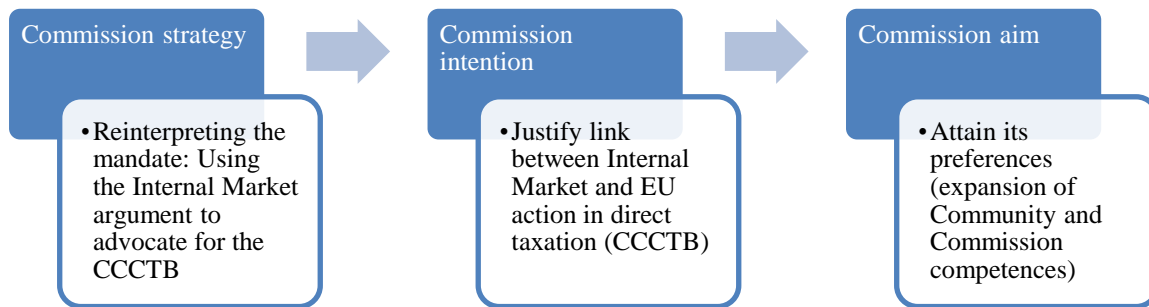 Commission strategy
•Reinterpreting the
mandate: Using
the Internal Market
argument to
advocate for the
CCCTB
Commission
intention
•Justify link
between Internal
Market and EU
action in direct
taxation (CCCTB)
Commission aim
•Attain its
preferences
(expansion of
Community and
Commission
competences)